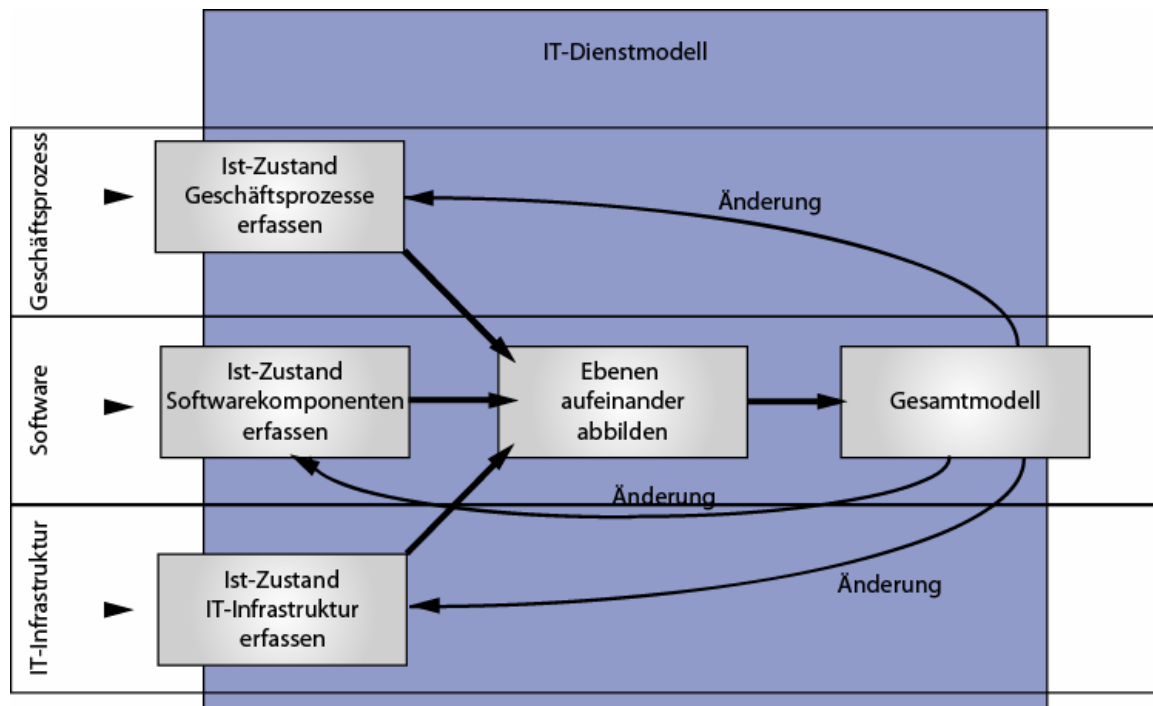 IT-Dienstmodell
Geschäftsprozess
Ist-Zustand
Geschäftsprozesse
erfassen
Änderung
Software
Ist-Zustand
Softwarekomponenten
erfassen
Ebenen
aufeinander
abbilden
Gesamtmodell
Änderung
IT-Infrastruktur
Ist-Zustand
IT-Infrastruktur
erfassen
Änderung